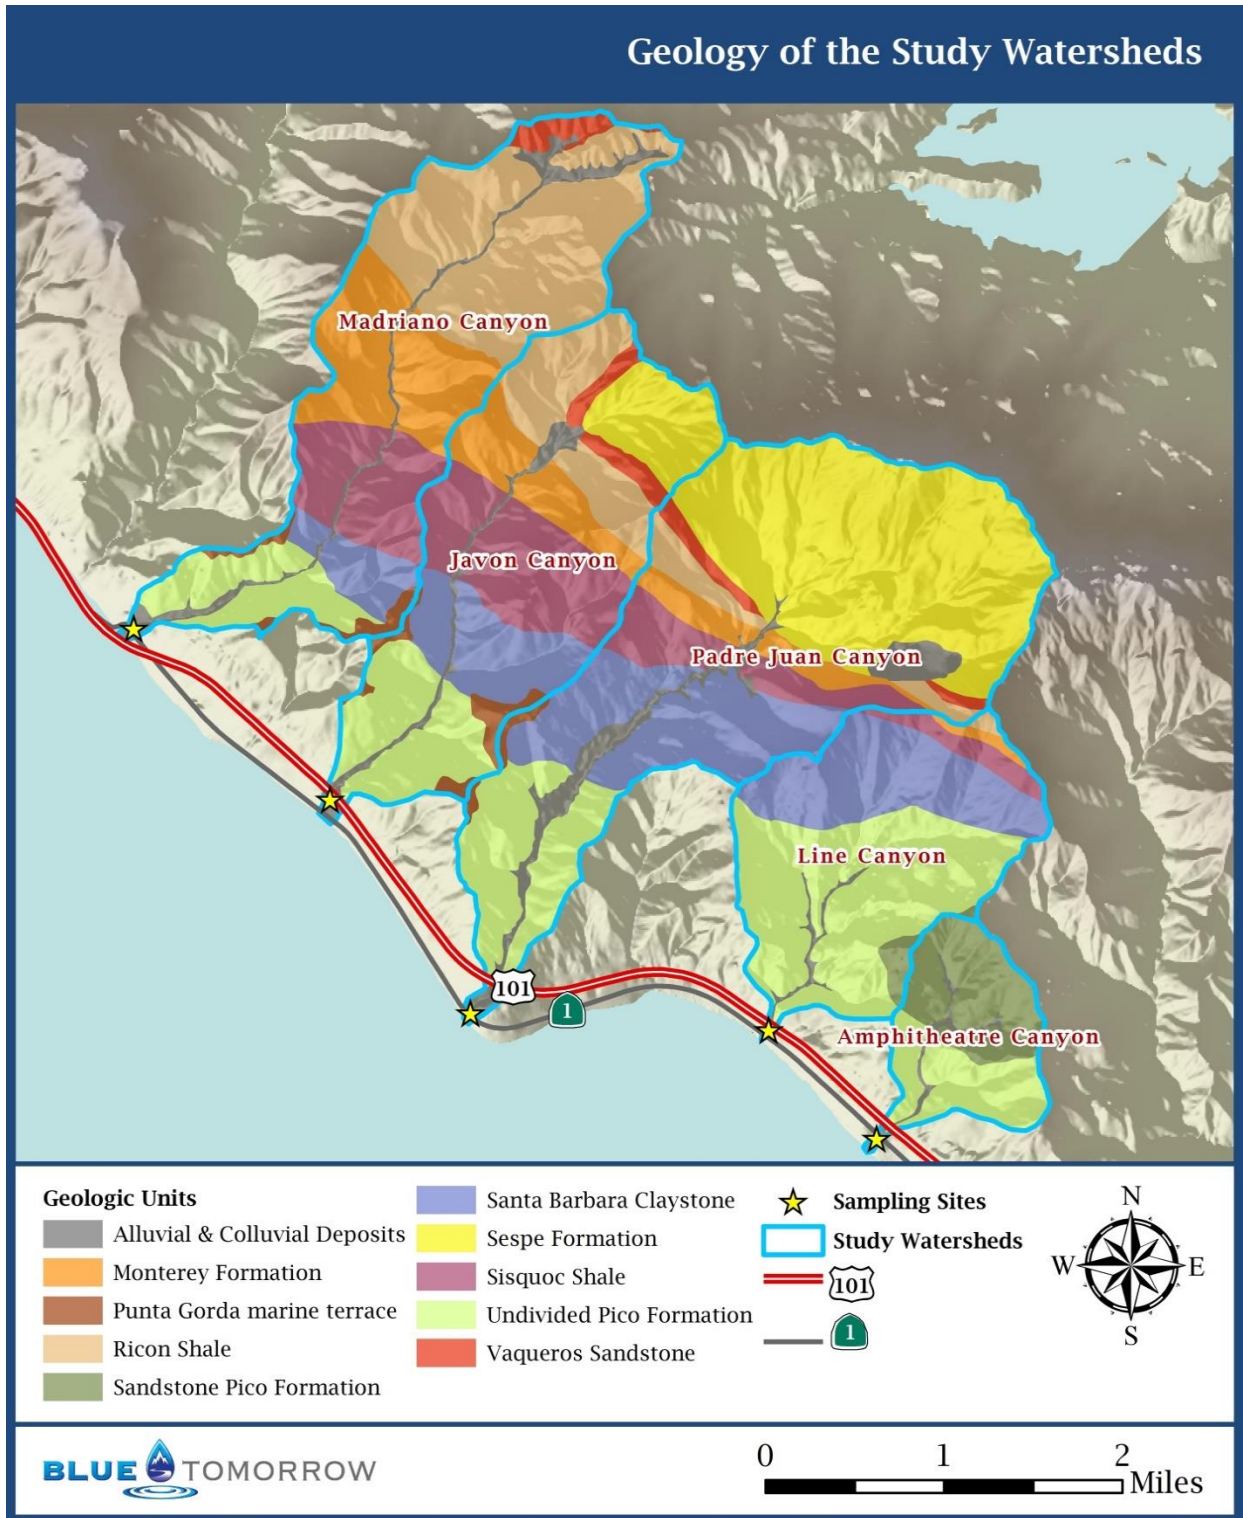 Geology of the Study Watersheds
Madriano Canyon
Javon Canyon
Padre Juan Canyon
Line Canyon
101
1
Amphitheatre Canyon
Geologic Units
Alluvial & Colluvial Deposits
Monterey Formation
Punta Gorda marine terrace
Ricon Shale
Sandstone Pico Formation
Santa Barbara Claystone
Sespe Formation
Sisquoc Shale
Undivided Pico Formation
Vaqueros Sandstone
Sampling Sites
Study Watersheds
101
1
N
W E
S
BLUE TOMORROW
0 1 2
Miles